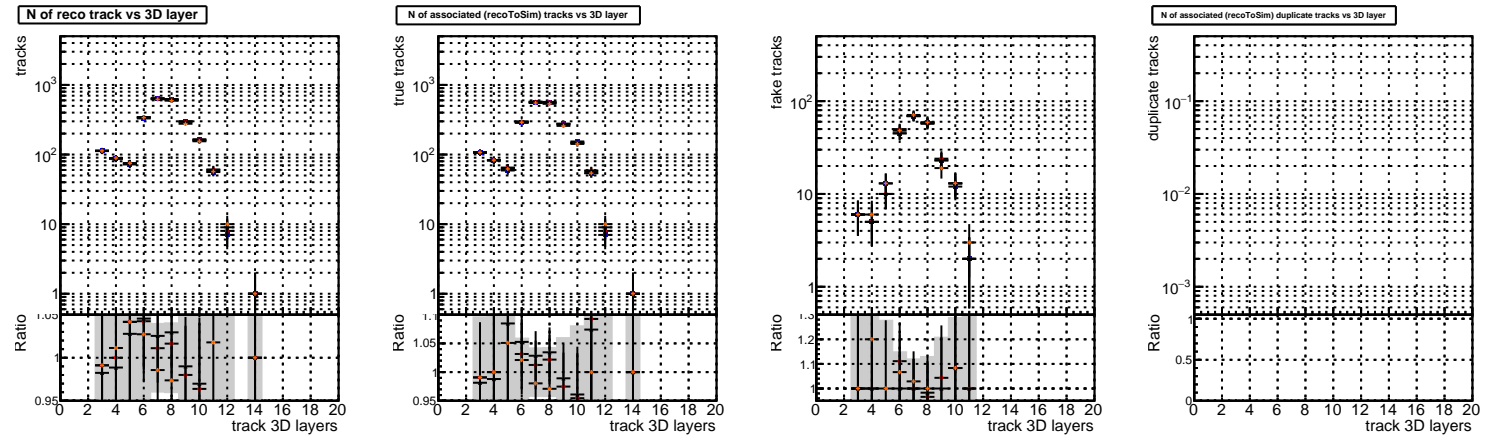 N of reco track vs 3D layer
tracks
10³
10²
10
1
Ratio
1.05
1
0.95
0 2 4 6 8 10 12 14 16 18 20
track 3D layers
N of associated (recoToSim) tracks vs 3D layer
true tracks
10³
10²
10
1
Ratio
1.1
1.05
1
0.95
0 2 4 6 8 10 12 14 16 18 20
track 3D layers
fake tracks
10²
10
1
Ratio
1.3
1.2
1.1
1
0 2 4 6 8 10 12 14 16 18 20
track 3D layers
N of associated (recoToSim) duplicate tracks vs 3D layer
duplicate tracks
10⁻¹
10⁻²
10⁻³
Ratio
1
0.5
0
0 2 4 6 8 10 12 14 16 18 20
track 3D layers